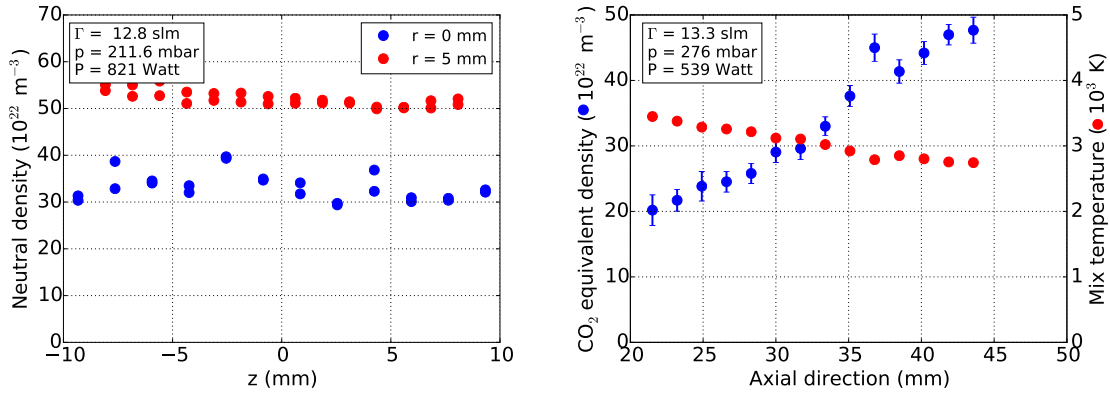 Γ = 12.8 slm
p = 211.6 mbar
P = 821 Watt
r = 0 mm
r = 5 mm
70
60
50
40
30
20
10
0
−10
−5
0
5
10
Neutral density (10²² m⁻³)
z (mm)
Γ = 13.3 slm
p = 276 mbar
P = 539 Watt
50
40
30
20
10
0
20
25
30
35
40
45
50
5
4
3
2
1
0
CO₂ equivalent density (10²² m⁻³)
Axial direction (mm)
Mix temperature (10³ K)